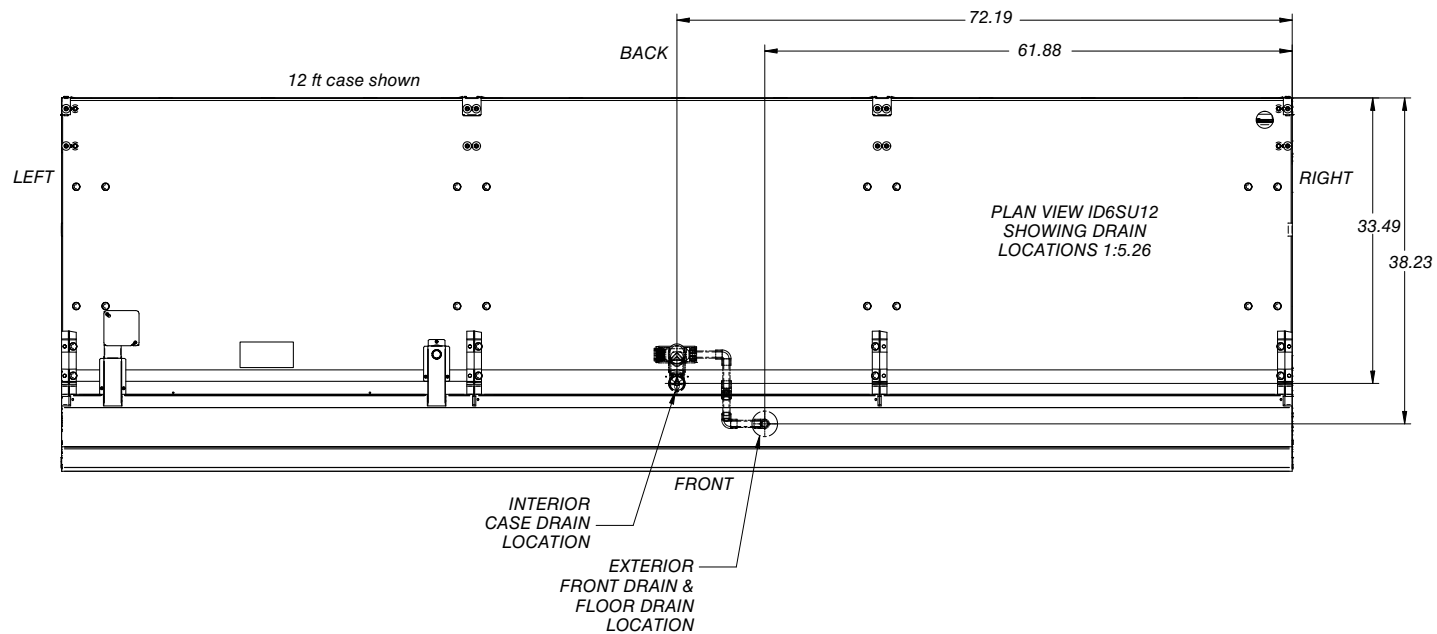 72.19
61.88
BACK
12 ft case shown
LEFT
RIGHT
PLAN VIEW ID6SU12
SHOWING DRAIN
LOCATIONS 1:5.26
33.49
38.23
FRONT
INTERIOR
CASE DRAIN
LOCATION
EXTERIOR
FRONT DRAIN &
FLOOR DRAIN
LOCATION